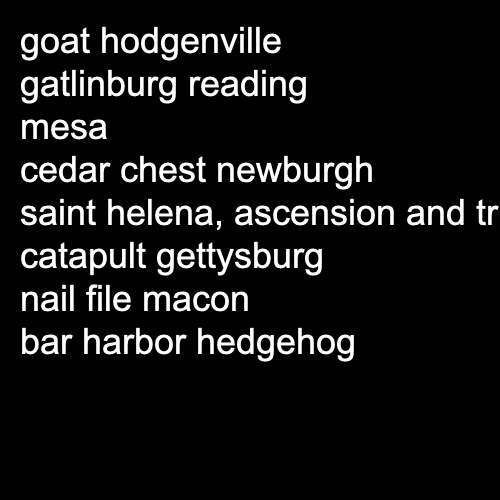 goat hodgenville
gatlinburg reading
mesa
cedar chest newburgh
saint helena, ascension and tr
catapult gettysburg
nail file macon
bar harbor hedgehog